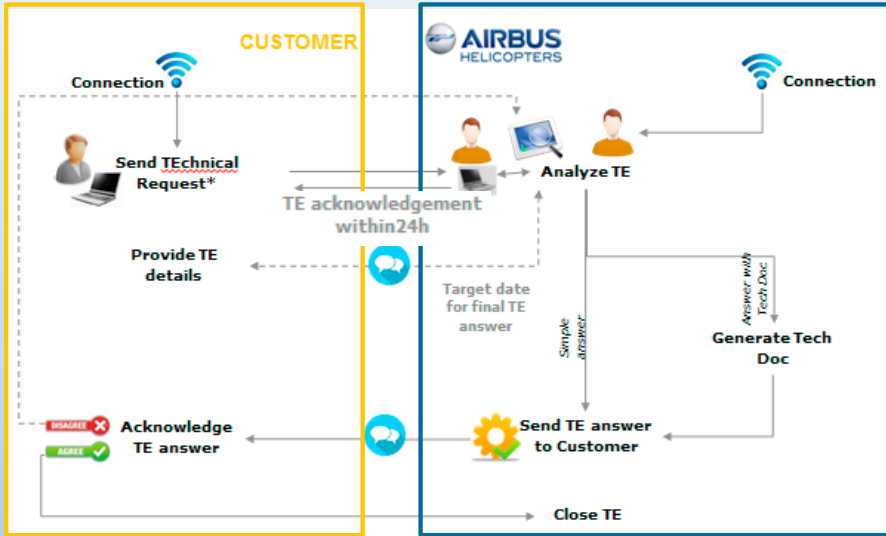 CUSTOMER
AIRBUS
HELICOPTERS
Connection
Connection
Send TEchnical
Request*
Analyze TE
TE acknowledgement
within24h
Provide TE
details
Target date
for final TE
answer
Simple
answer
Answer with
Tech Doc
Generate Tech
Doc
DISAGREE
AGREE
Acknowledge
TE answer
Send TE answer
to Customer
Close TE